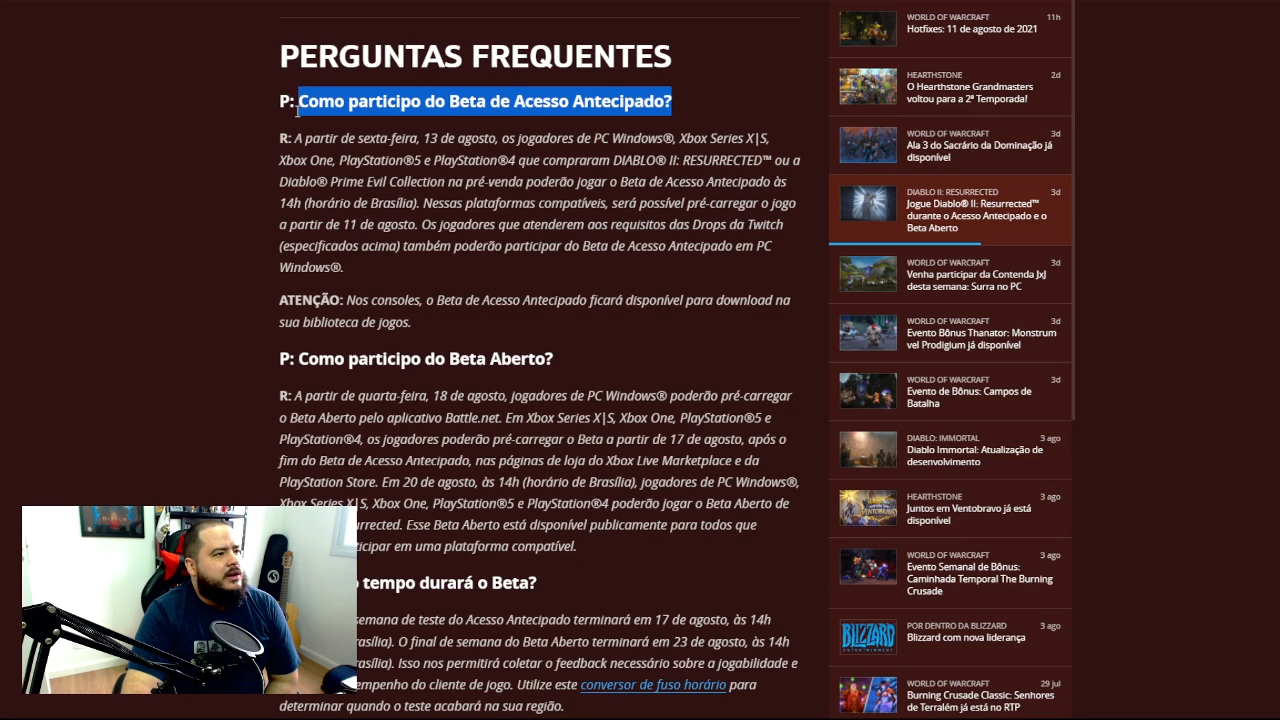 PERGUNTAS FREQUENTES
P: Como participo do Beta de Acesso Antecipado?
R: A partir de sexta-feira, 13 de agosto, os jogadores de PC Windows®, Xbox Series X|S,
Xbox One, PlayStation®5 e PlayStation®4 que compraram DIABLO® II: RESURRECTED™ ou a
Diablo® Prime Evil Collection na pré-venda poderão jogar o Beta de Acesso Antecipado às
14h (horário de Brasília). Nessas plataformas compatíveis, será possível pré-carregar o jogo
a partir de 11 de agosto. Os jogadores que atenderem aos requisitos das Drops da Twitch
(especificados acima) também poderão participar do Beta de Acesso Antecipado em PC
Windows®.
ATENÇÃO: Nos consoles, o Beta de Acesso Antecipado ficará disponível para download na
sua biblioteca de jogos.
P: Como participo do Beta Aberto?
R: A partir de quarta-feira, 18 de agosto, jogadores de PC Windows® poderão pré-carregar
o Beta Aberto pelo aplicativo Battle.net. Em Xbox Series X|S, Xbox One, PlayStation®5 e
PlayStation®4, os jogadores poderão pré-carregar o Beta a partir de 17 de agosto, após o
fim do Beta de Acesso Antecipado, nas páginas de loja do Xbox Live Marketplace e da
PlayStation Store. Em 20 de agosto, às 14h (horário de Brasília), jogadores de PC Windows®,
Xbox Series X|S, Xbox One, PlayStation®5 e PlayStation®4 poderão jogar o Beta Aberto de
urrected. Esse Beta Aberto está disponível publicamente para todos que
ticipar em uma plataforma compatível.
tempo durará o Beta?
semana de teste do Acesso Antecipado terminará em 17 de agosto, às 14h
asília). O final de semana do Beta Aberto terminará em 23 de agosto, às 14h
asília). Isso nos permitirá coletar o feedback necessário sobre a jogabilidade e
empenho do cliente de jogo. Utilize este conversor de fuso horário para
determinar quando o teste acabará na sua região.
WORLD OF WARCRAFT 11h
Hotfixes: 11 de agosto de 2021
HEARTHSTONE 2d
O Hearthstone Grandmasters
voltou para a 2ª Temporada!
WORLD OF WARCRAFT 3d
Ala 3 do Sacrário da Dominação já
disponível
DIABLO II: RESURRECTED 3d
Jogue Diablo® II: Resurrected™
durante o Acesso Antecipado e o
Beta Aberto
WORLD OF WARCRAFT 3d
Venha participar da Contenda JxJ
desta semana: Surra no PC
WORLD OF WARCRAFT 3d
Evento Bônus Thanator: Monstrum
vel Prodigium já disponível
WORLD OF WARCRAFT 3d
Evento de Bônus: Campos de
Batalha
DIABLO: IMMORTAL 3 ago
Diablo Immortal: Atualização de
desenvolvimento
HEARTHSTONE 3 ago
Juntos em Ventobravo já está
disponível
WORLD OF WARCRAFT 3 ago
Evento Semanal de Bônus:
Caminhada Temporal The Burning
Crusade
POR DENTRO DA BLIZZARD 3 ago
Blizzard com nova liderança
BLIZZARD
ENTERTAINMENT
WORLD OF WARCRAFT 29 jul
Burning Crusade Classic: Senhores
de Terralém já está no RTP